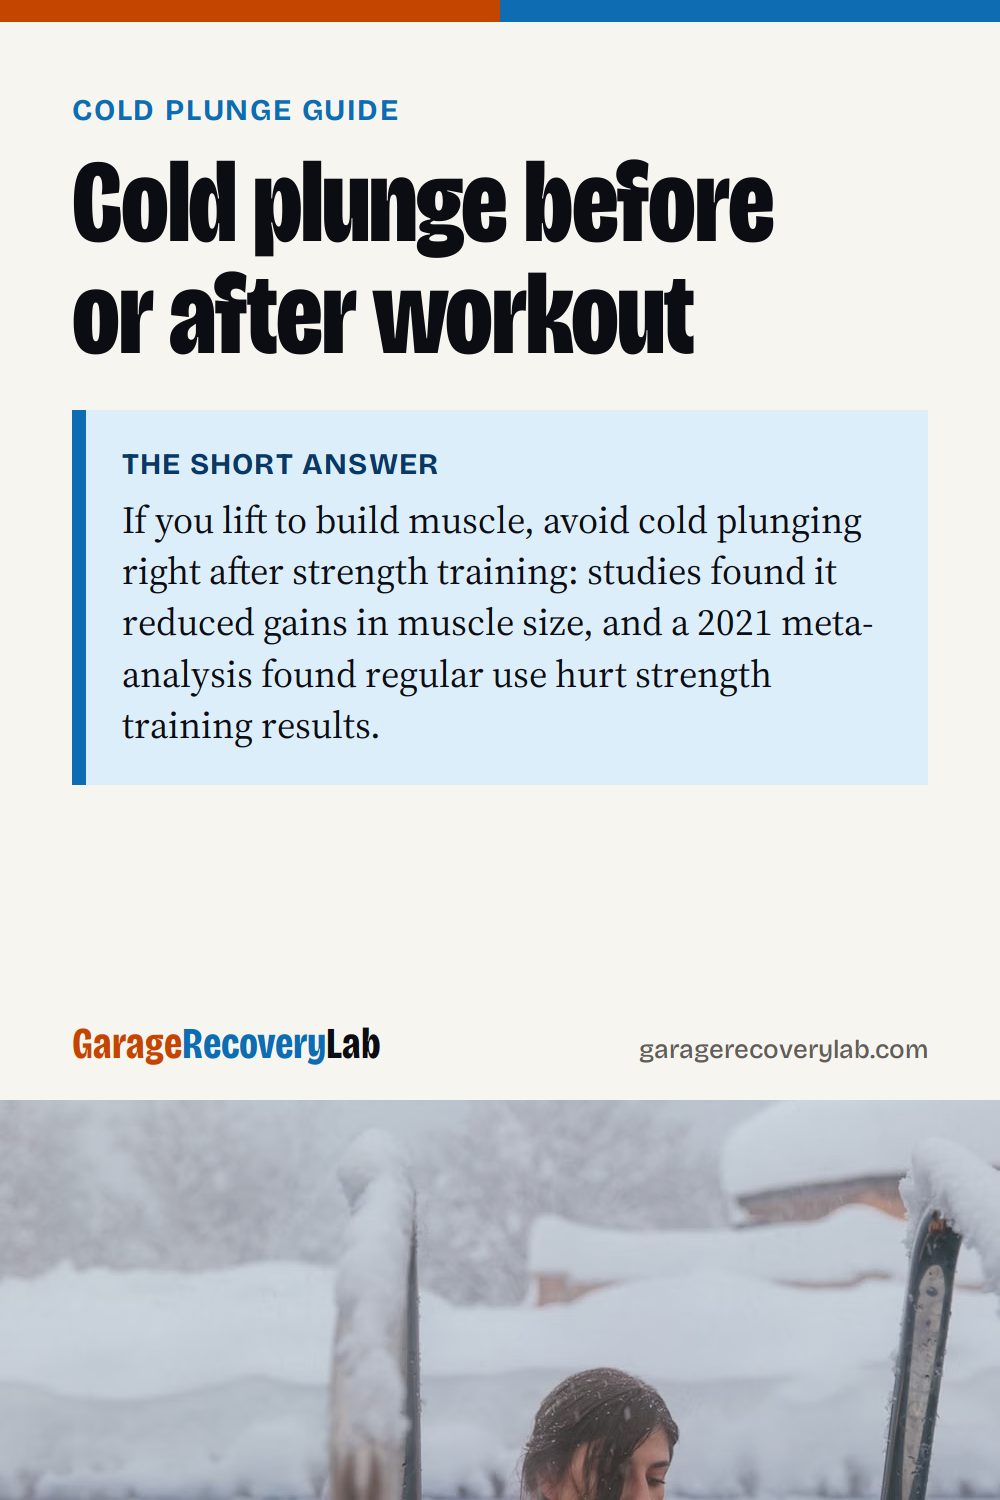 COLD PLUNGE GUIDE
Cold plunge before
or after workout
THE SHORT ANSWER
If you lift to build muscle, avoid cold plunging
right after strength training: studies found it
reduced gains in muscle size, and a 2021 meta-
analysis found regular use hurt strength
training results.
GarageRecoveryLab
garagerecoverylab.com